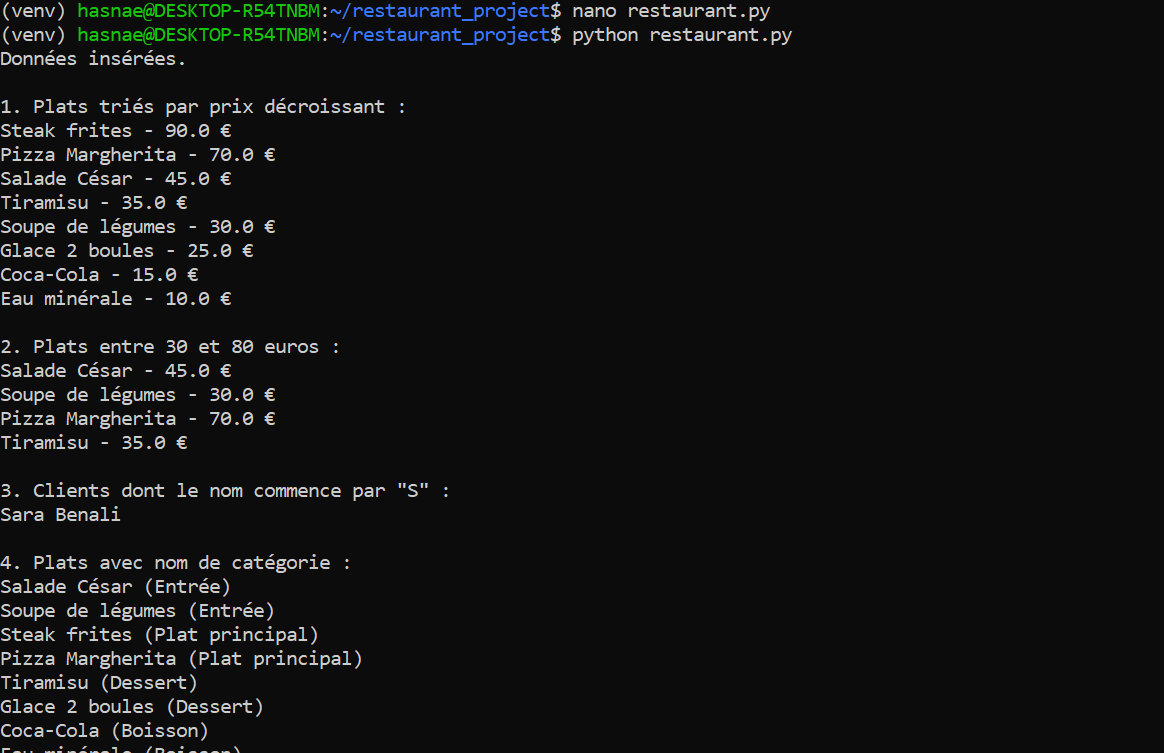 (venv) hasnae@DESKTOP-R54TNBM:~/restaurant_project$ nano restaurant.py
(venv) hasnae@DESKTOP-R54TNBM:~/restaurant_project$ python restaurant.py
Données insérées.
1. Plats triés par prix décroissant :
Steak frites - 90.0 €
Pizza Margherita - 70.0 €
Salade César - 45.0 €
Tiramisu - 35.0 €
Soupe de légumes - 30.0 €
Glace 2 boules - 25.0 €
Coca-Cola - 15.0 €
Eau minérale - 10.0 €
2. Plats entre 30 et 80 euros :
Salade César - 45.0 €
Soupe de légumes - 30.0 €
Pizza Margherita - 70.0 €
Tiramisu - 35.0 €
3. Clients dont le nom commence par "S" :
Sara Benali
4. Plats avec nom de catégorie :
Salade César (Entrée)
Soupe de légumes (Entrée)
Steak frites (Plat principal)
Pizza Margherita (Plat principal)
Tiramisu (Dessert)
Glace 2 boules (Dessert)
Coca-Cola (Boisson)
Eau minérale (Boisson)